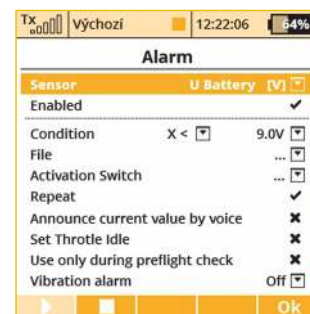 Tx Výchozí 12:22:06 64%
Alarm
Sensor U Battery [V]
Enabled ✔
Condition X < 9.0V
File ...
Activation Switch ...
Repeat ✔
Announce current value by voice ✖
Set Throtle Idle ✖
Use only during preflight check ✖
Vibration alarm Off
Ok